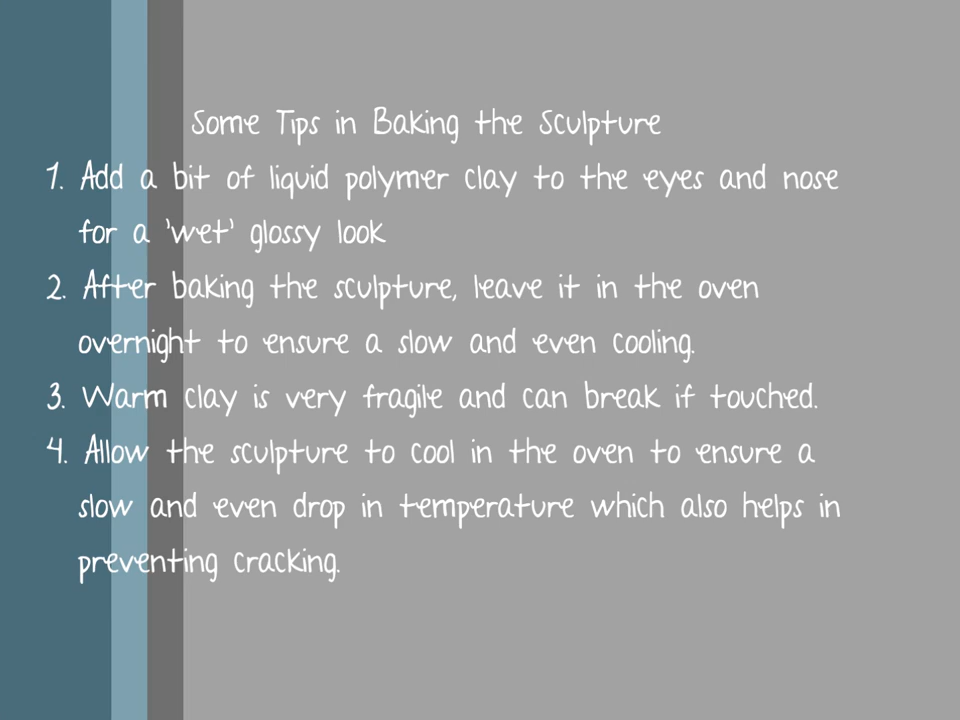 Some Tips in Baking the Sculpture
1. Add a bit of liquid polymer clay to the eyes and nose
for a 'wet' glossy look
2. After baking the sculpture, leave it in the oven
overnight to ensure a slow and even cooling.
3. Warm clay is very fragile and can break if touched.
4. Allow the sculpture to cool in the oven to ensure a
slow and even drop in temperature which also helps in
preventing cracking.